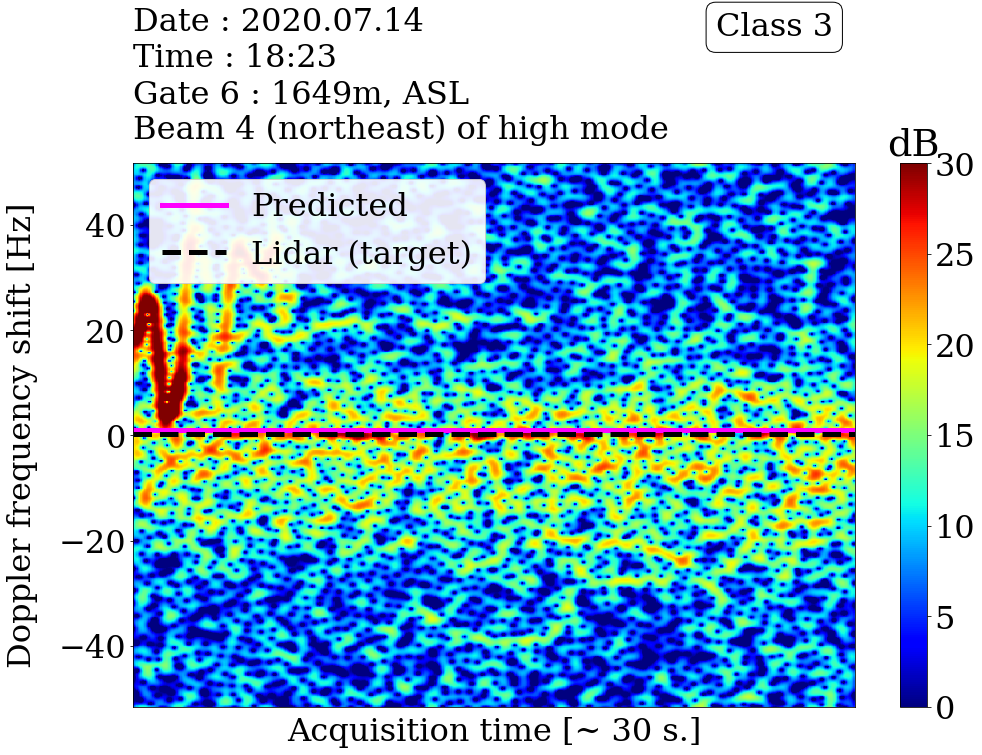 Date : 2020.07.14
Time : 18:23
Gate 6 : 1649m, ASL
Beam 4 (northeast) of high mode
Class 3
dB
Predicted
Lidar (target)
Doppler frequency shift [Hz]
40
20
0
−20
−40
30
25
20
15
10
5
0
Acquisition time [~ 30 s.]